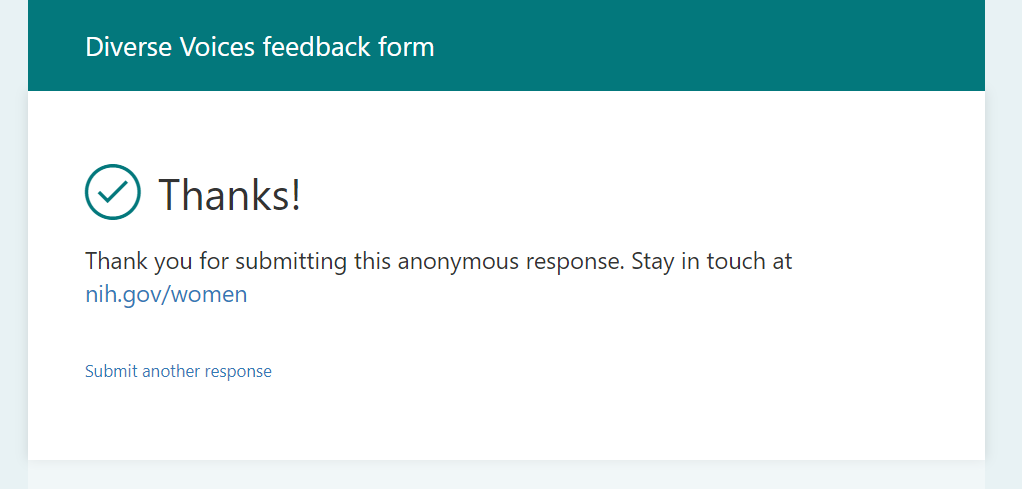 Diverse Voices feedback form
Thanks!
Thank you for submitting this anonymous response. Stay in touch at
nih.gov/women
Submit another response